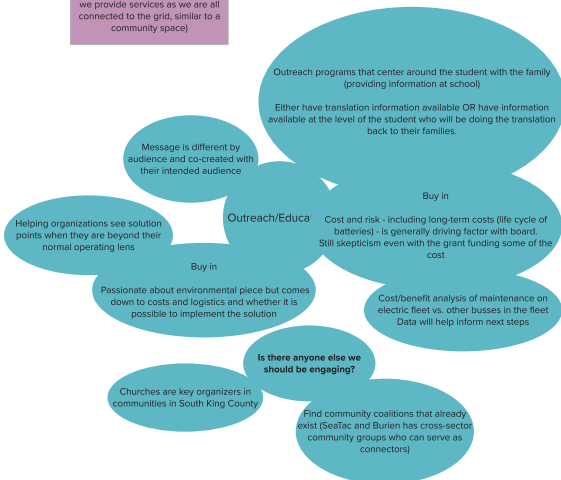 we provide services as we are all
connected to the grid, similar to a
community space)
Outreach programs that center around the student with the family
(providing information at school)
Either have translation information available OR have information
available at the level of the student who will be doing the translation
back to their families.
Message is different by
audience and co-created with
their intended audience
Outreach/Educa
Buy in
Cost and risk - including long-term costs (life cycle of
batteries) - is generally driving factor with board.
Still skepticism even with the grant funding some of the
cost
Helping organizations see solution
points when they are beyond their
normal operating lens
Buy in
Passionate about environmental piece but comes
down to costs and logistics and whether it is
possible to implement the solution
Cost/benefit analysis of maintenance on
electric fleet vs. other busses in the fleet
Data will help inform next steps
Is there anyone else we
should be engaging?
Churches are key organizers in
communities in South King County
Find community coalitions that already
exist (SeaTac and Burien has cross-sector
community groups who can serve as
connectors)